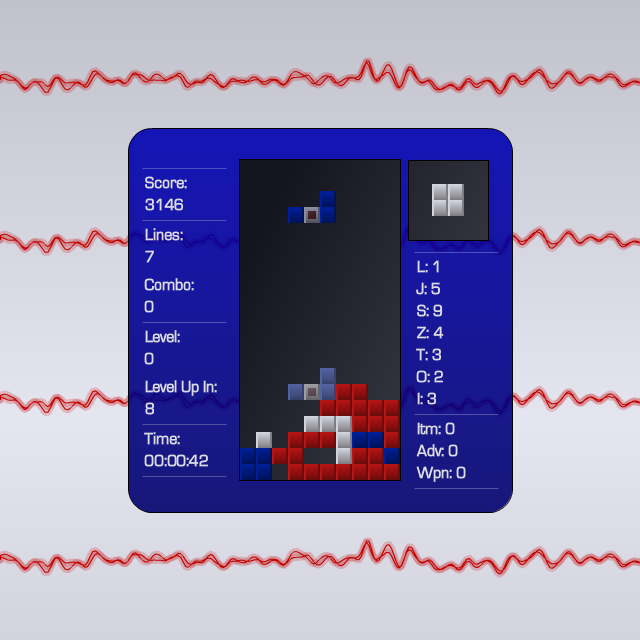 Score:
3146
Lines:
7
Combo:
0
Level:
0
Level Up In:
8
Time:
00:00:42
L: 1
J: 5
S: 9
Z: 4
T: 3
O: 2
I: 3
Itm: 0
Adv: 0
Wpn: 0